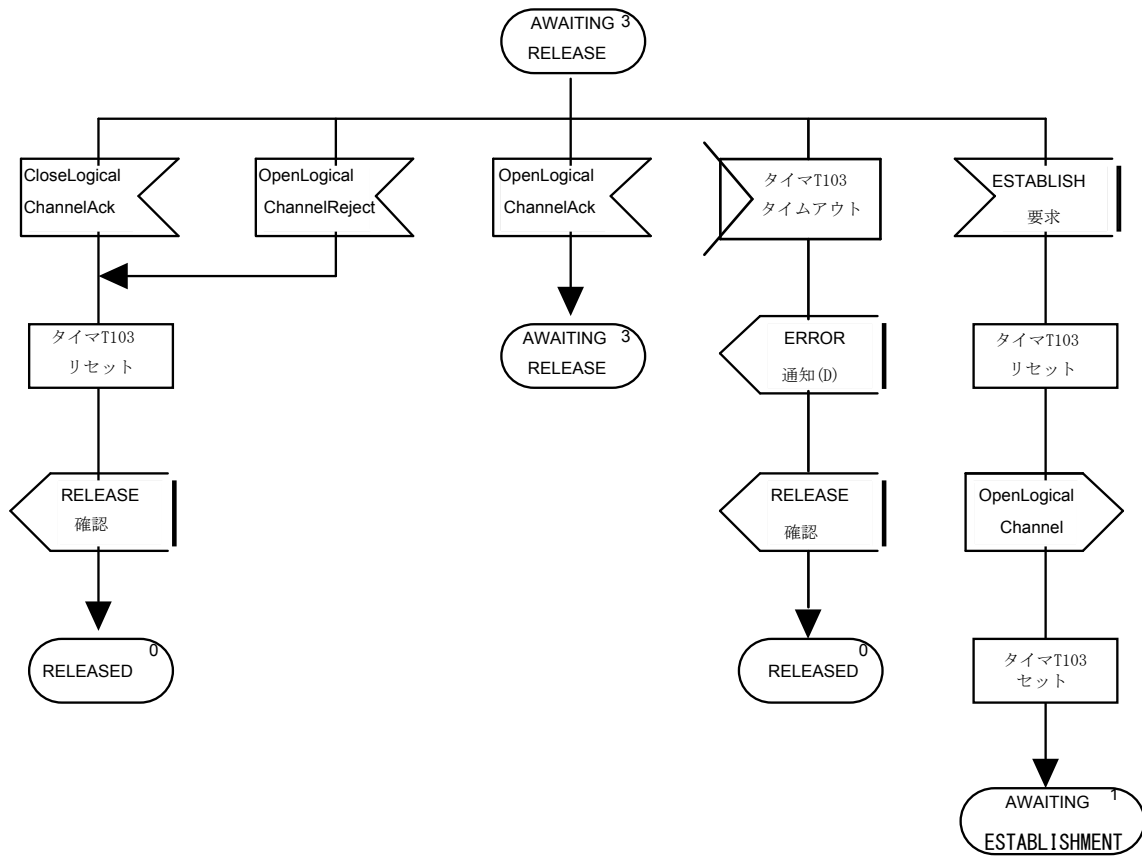 AWAITING 3
RELEASE
CloseLogical
ChannelAck
OpenLogical
ChannelReject
OpenLogical
ChannelAck
タイマT103
タイムアウト
ESTABLISH
要求
タイマT103
リセット
AWAITING 3
RELEASE
ERROR
通知(D)
タイマT103
リセット
RELEASE
確認
RELEASE
確認
OpenLogical
Channel
RELEASED 0
RELEASED 0
タイマT103
セット
AWAITING 1
ESTABLISHMENT